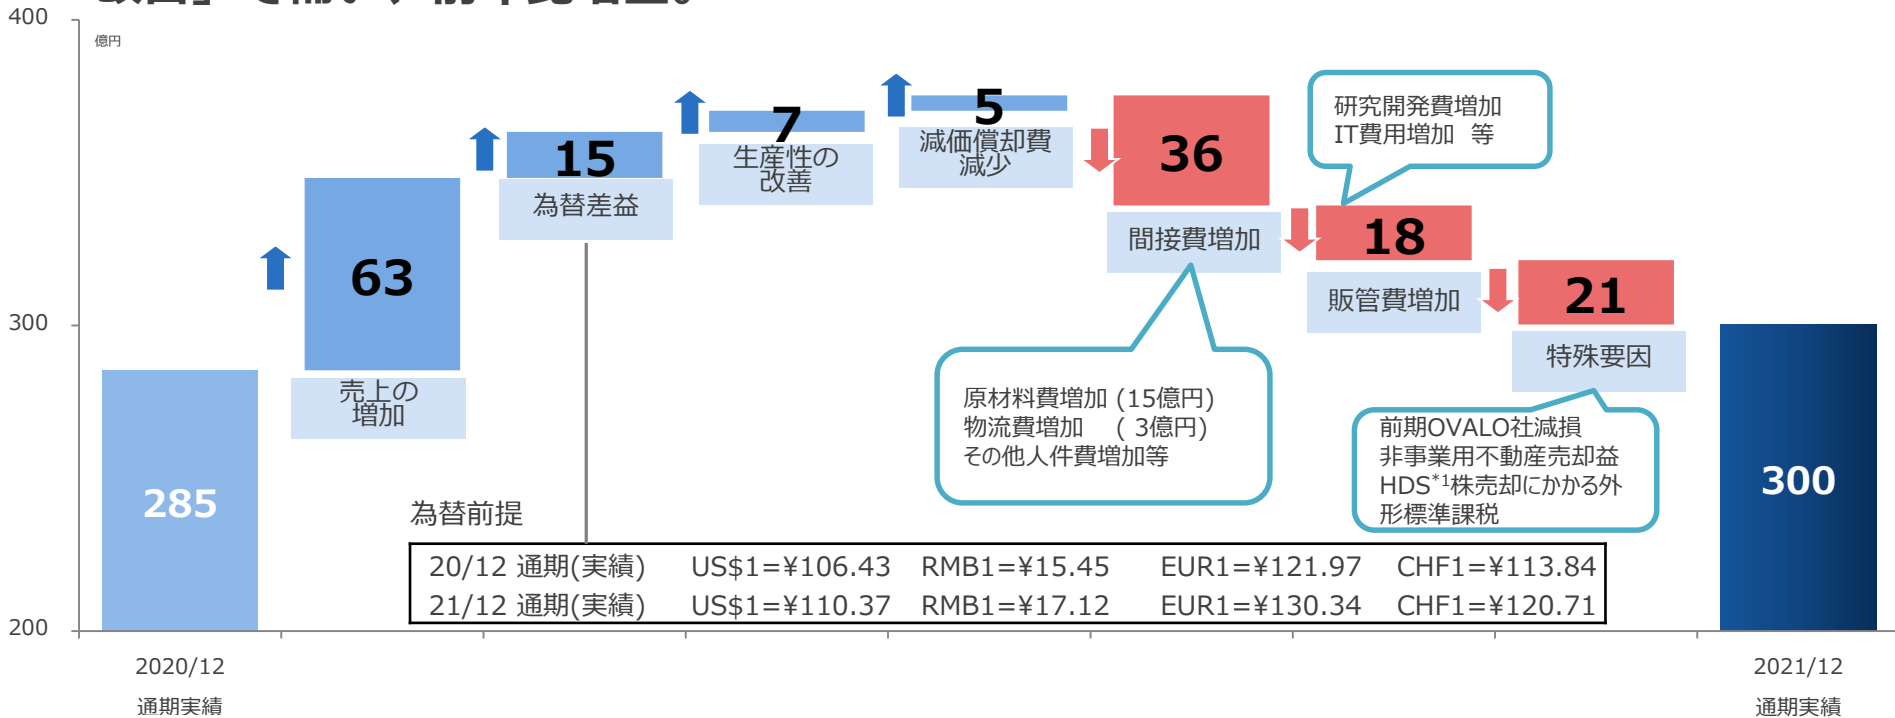 400
億円
5
7
減価償却費
減少
15
生産性の
改善
36
研究開発費増加
IT費用増加 等
為替差益
63
間接費増加
18
販管費増加
21
300
特殊要因
売上の
増加
原材料費増加 (15億円)
物流費増加 ( 3億円)
その他人件費増加等
前期OVALO社減損
非事業用不動産売却益
HDS*1株売却にかかる外
形標準課税
285
300
為替前提
20/12 通期(実績) US$1=¥106.43 RMB1=¥15.45 EUR1=¥121.97 CHF1=¥113.84
21/12 通期(実績) US$1=¥110.37 RMB1=¥17.12 EUR1=¥130.34 CHF1=¥120.71
200
2020/12
通期実績
2021/12
通期実績